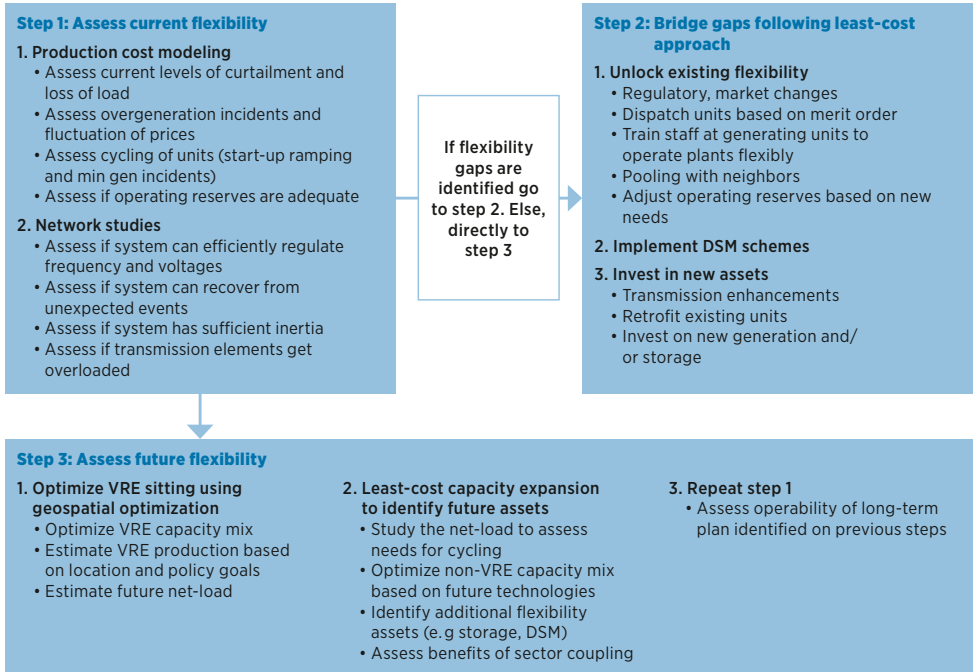 Step 1: Assess current flexibility
1. Production cost modeling
• Assess current levels of curtailment and
loss of load
• Assess overgeneration incidents and
fluctuation of prices
• Assess cycling of units (start-up ramping
and min gen incidents)
• Assess if operating reserves are adequate
2. Network studies
• Assess if system can efficiently regulate
frequency and voltages
• Assess if system can recover from
unexpected events
• Assess if system has sufficient inertia
• Assess if transmission elements get
overloaded
If flexibility
gaps are
identified go
to step 2. Else,
directly to
step 3
Step 2: Bridge gaps following least-cost
approach
1. Unlock existing flexibility
• Regulatory, market changes
• Dispatch units based on merit order
• Train staff at generating units to
operate plants flexibly
• Pooling with neighbors
• Adjust operating reserves based on new
needs
2. Implement DSM schemes
3. Invest in new assets
• Transmission enhancements
• Retrofit existing units
• Invest on new generation and/
or storage
Step 3: Assess future flexibility
1. Optimize VRE sitting using
geospatial optimization
• Optimize VRE capacity mix
• Estimate VRE production based
on location and policy goals
• Estimate future net-load
2. Least-cost capacity expansion
to identify future assets
• Study the net-load to assess
needs for cycling
• Optimize non-VRE capacity mix
based on future technologies
• Identify additional flexibility
assets (e.g storage, DSM)
• Assess benefits of sector coupling
3. Repeat step 1
• Assess operability of long-term
plan identified on previous steps